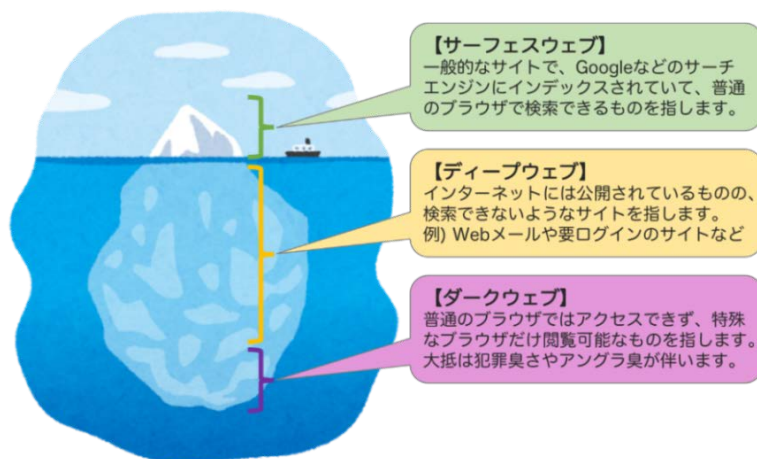 【サーフェスウェブ】
一般的なサイトで、Googleなどのサーチ
エンジンにインデックスされていて、普通
のブラウザで検索できるものを指します。
【ディープウェブ】
インターネットには公開されているものの、
検索できないようなサイトを指します。
例) Webメールや要ログインのサイトなど
【ダークウェブ】
普通のブラウザではアクセスできず、特殊
なブラウザだけ閲覧可能なものを指します。
大抵は犯罪臭さやアングラ臭が伴います。